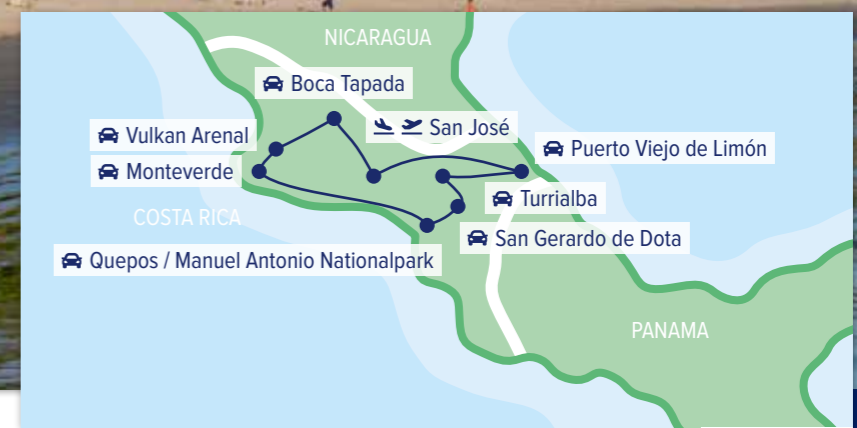 NICARAGUA
Boca Tapada
San José
Vulkan Arenal
Puerto Viejo de Limón
Monteverde
Turrialba
COSTA RICA
San Gerardo de Dota
Quepos / Manuel Antonio Nationalpark
PANAMA